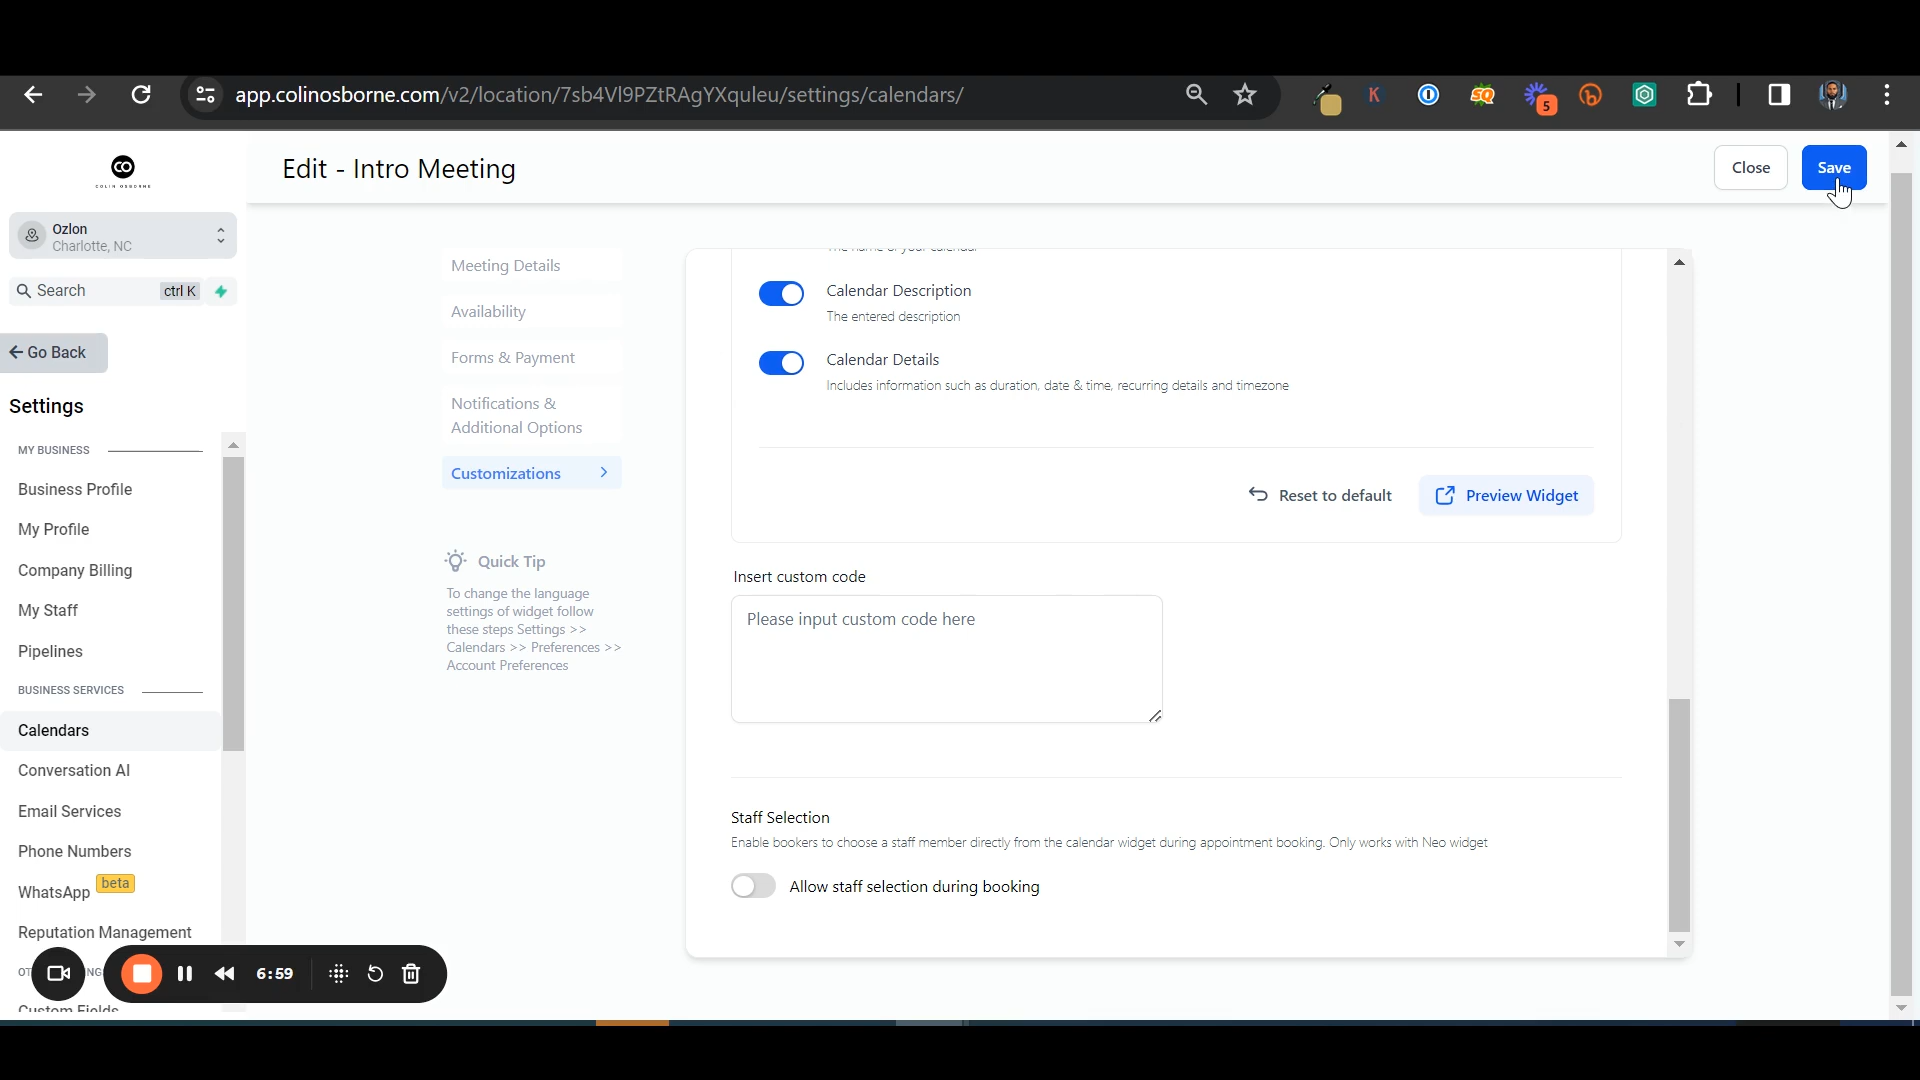 app.colinosborne.com/v2/location/7sb4Vl9PZtRAgYXquleu/settings/calendars/
K
SQ
5
CO
COLIN OSBORNE
Edit - Intro Meeting
Close
Save
Ozlon
Charlotte, NC
Search
ctrl K
Go Back
Settings
MY BUSINESS
Business Profile
My Profile
Company Billing
My Staff
Pipelines
BUSINESS SERVICES
Calendars
Conversation AI
Email Services
Phone Numbers
WhatsApp beta
Reputation Management
Custom Fields
Meeting Details
Availability
Forms & Payment
Notifications &
Additional Options
Customizations
Quick Tip
To change the language
settings of widget follow
these steps Settings >>
Calendars >> Preferences >>
Account Preferences
The name of your calendar
Calendar Description
The entered description
Calendar Details
Includes information such as duration, date & time, recurring details and timezone
Reset to default
Preview Widget
Insert custom code
Please input custom code here
Staff Selection
Enable bookers to choose a staff member directly from the calendar widget during appointment booking. Only works with Neo widget
Allow staff selection during booking
6:59